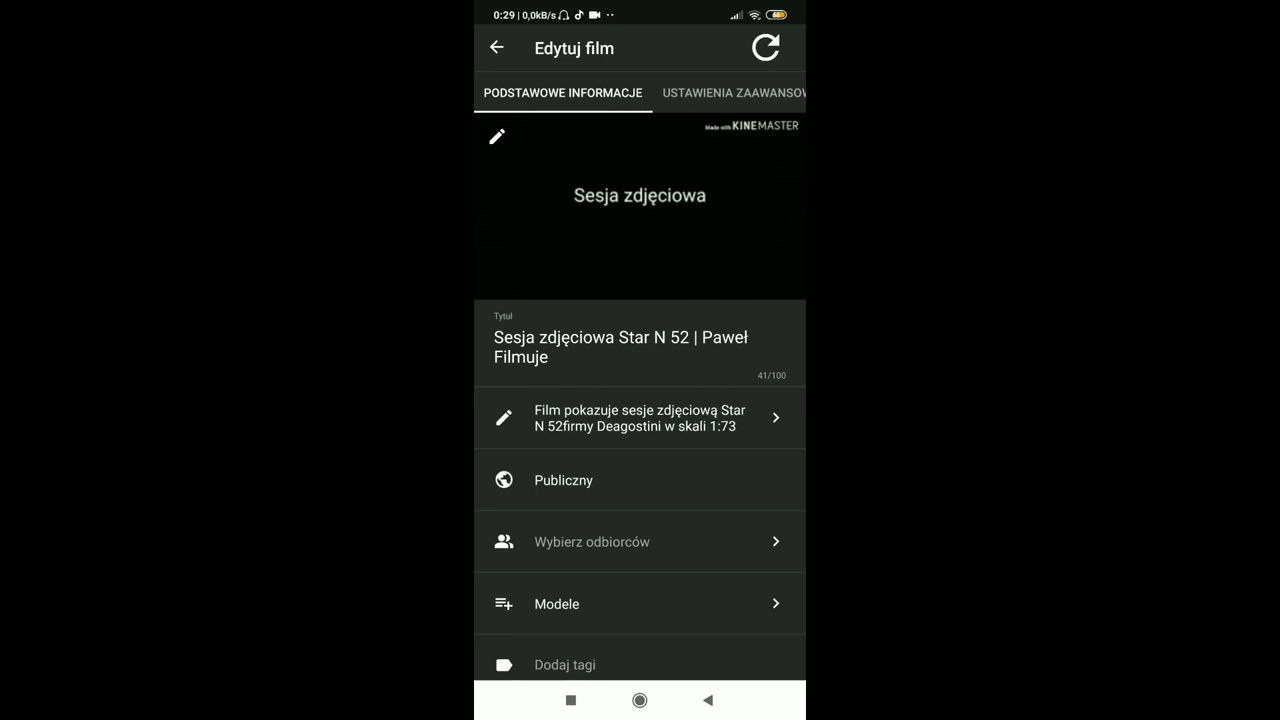 0:29 | 0,0kB/s
Edytuj film
PODSTAWOWE INFORMACJE
USTAWIENIA ZAAWANSOW
Made with KINEMASTER
Sesja zdjęciowa
Tytuł
Sesja zdjęciowa Star N 52 | Paweł
Filmuje
41/100
Film pokazuje sesje zdjęciową Star
N 52firmy Deagostini w skali 1:73
Publiczny
Wybierz odbiorców
Modele
Dodaj tagi